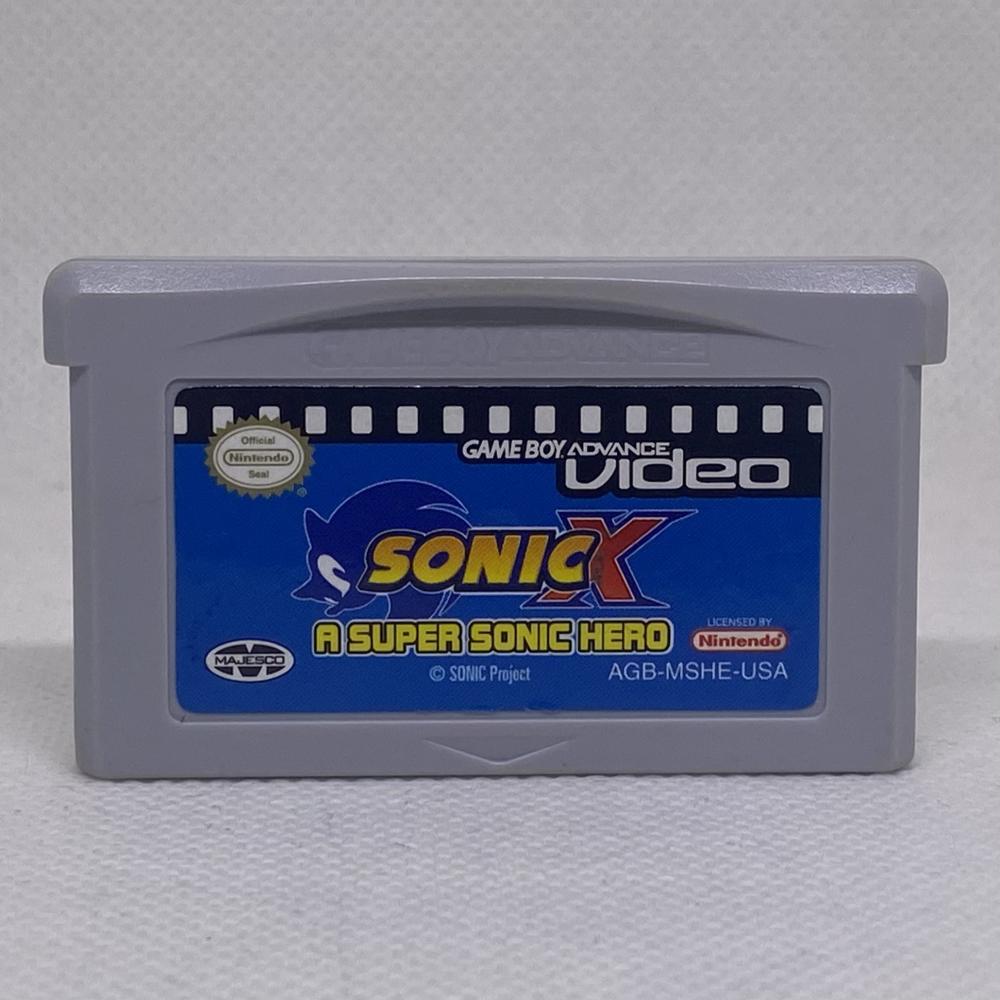 GAME BOY ADVANCE
Official
Nintendo
Seal
®
GAME BOY ADVANCE
video
SONIC X
A SUPER SONIC HERO
MAJESCO
© SONIC Project
LICENSED BY
Nintendo®
AGB-MSHE-USA